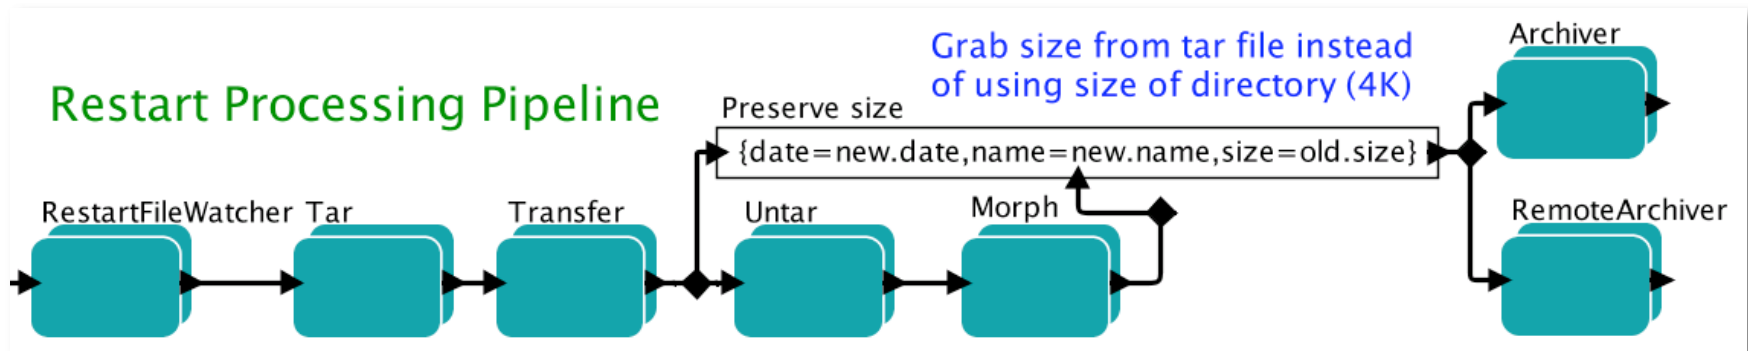 Restart Processing Pipeline
Grab size from tar file instead
of using size of directory (4K)
Preserve size
{date=new.date,name=new.name,size=old.size}
RestartFileWatcher
Tar
Transfer
Untar
Morph
Archiver
RemoteArchiver